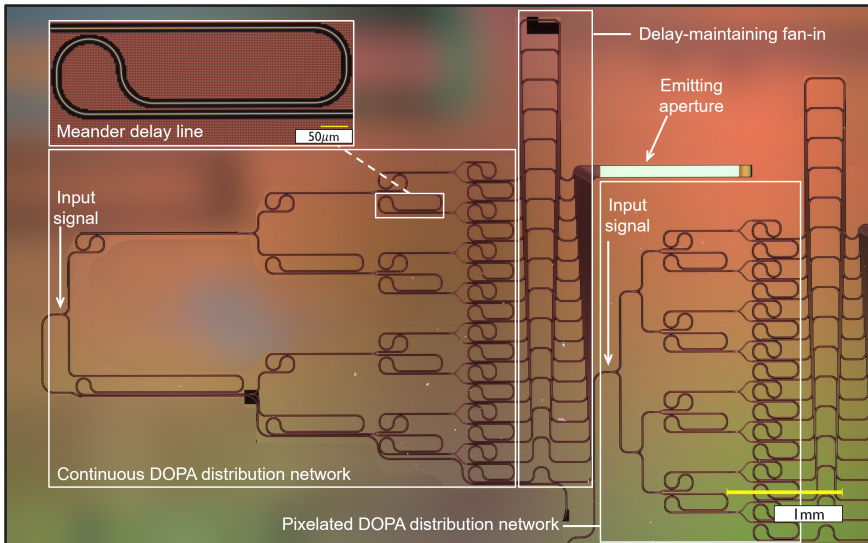 Delay-maintaining fan-in
Emitting
aperture
Meander delay line
50μm
Input
signal
Input
signal
Continuous DOPA distribution network
1mm
Pixelated DOPA distribution network